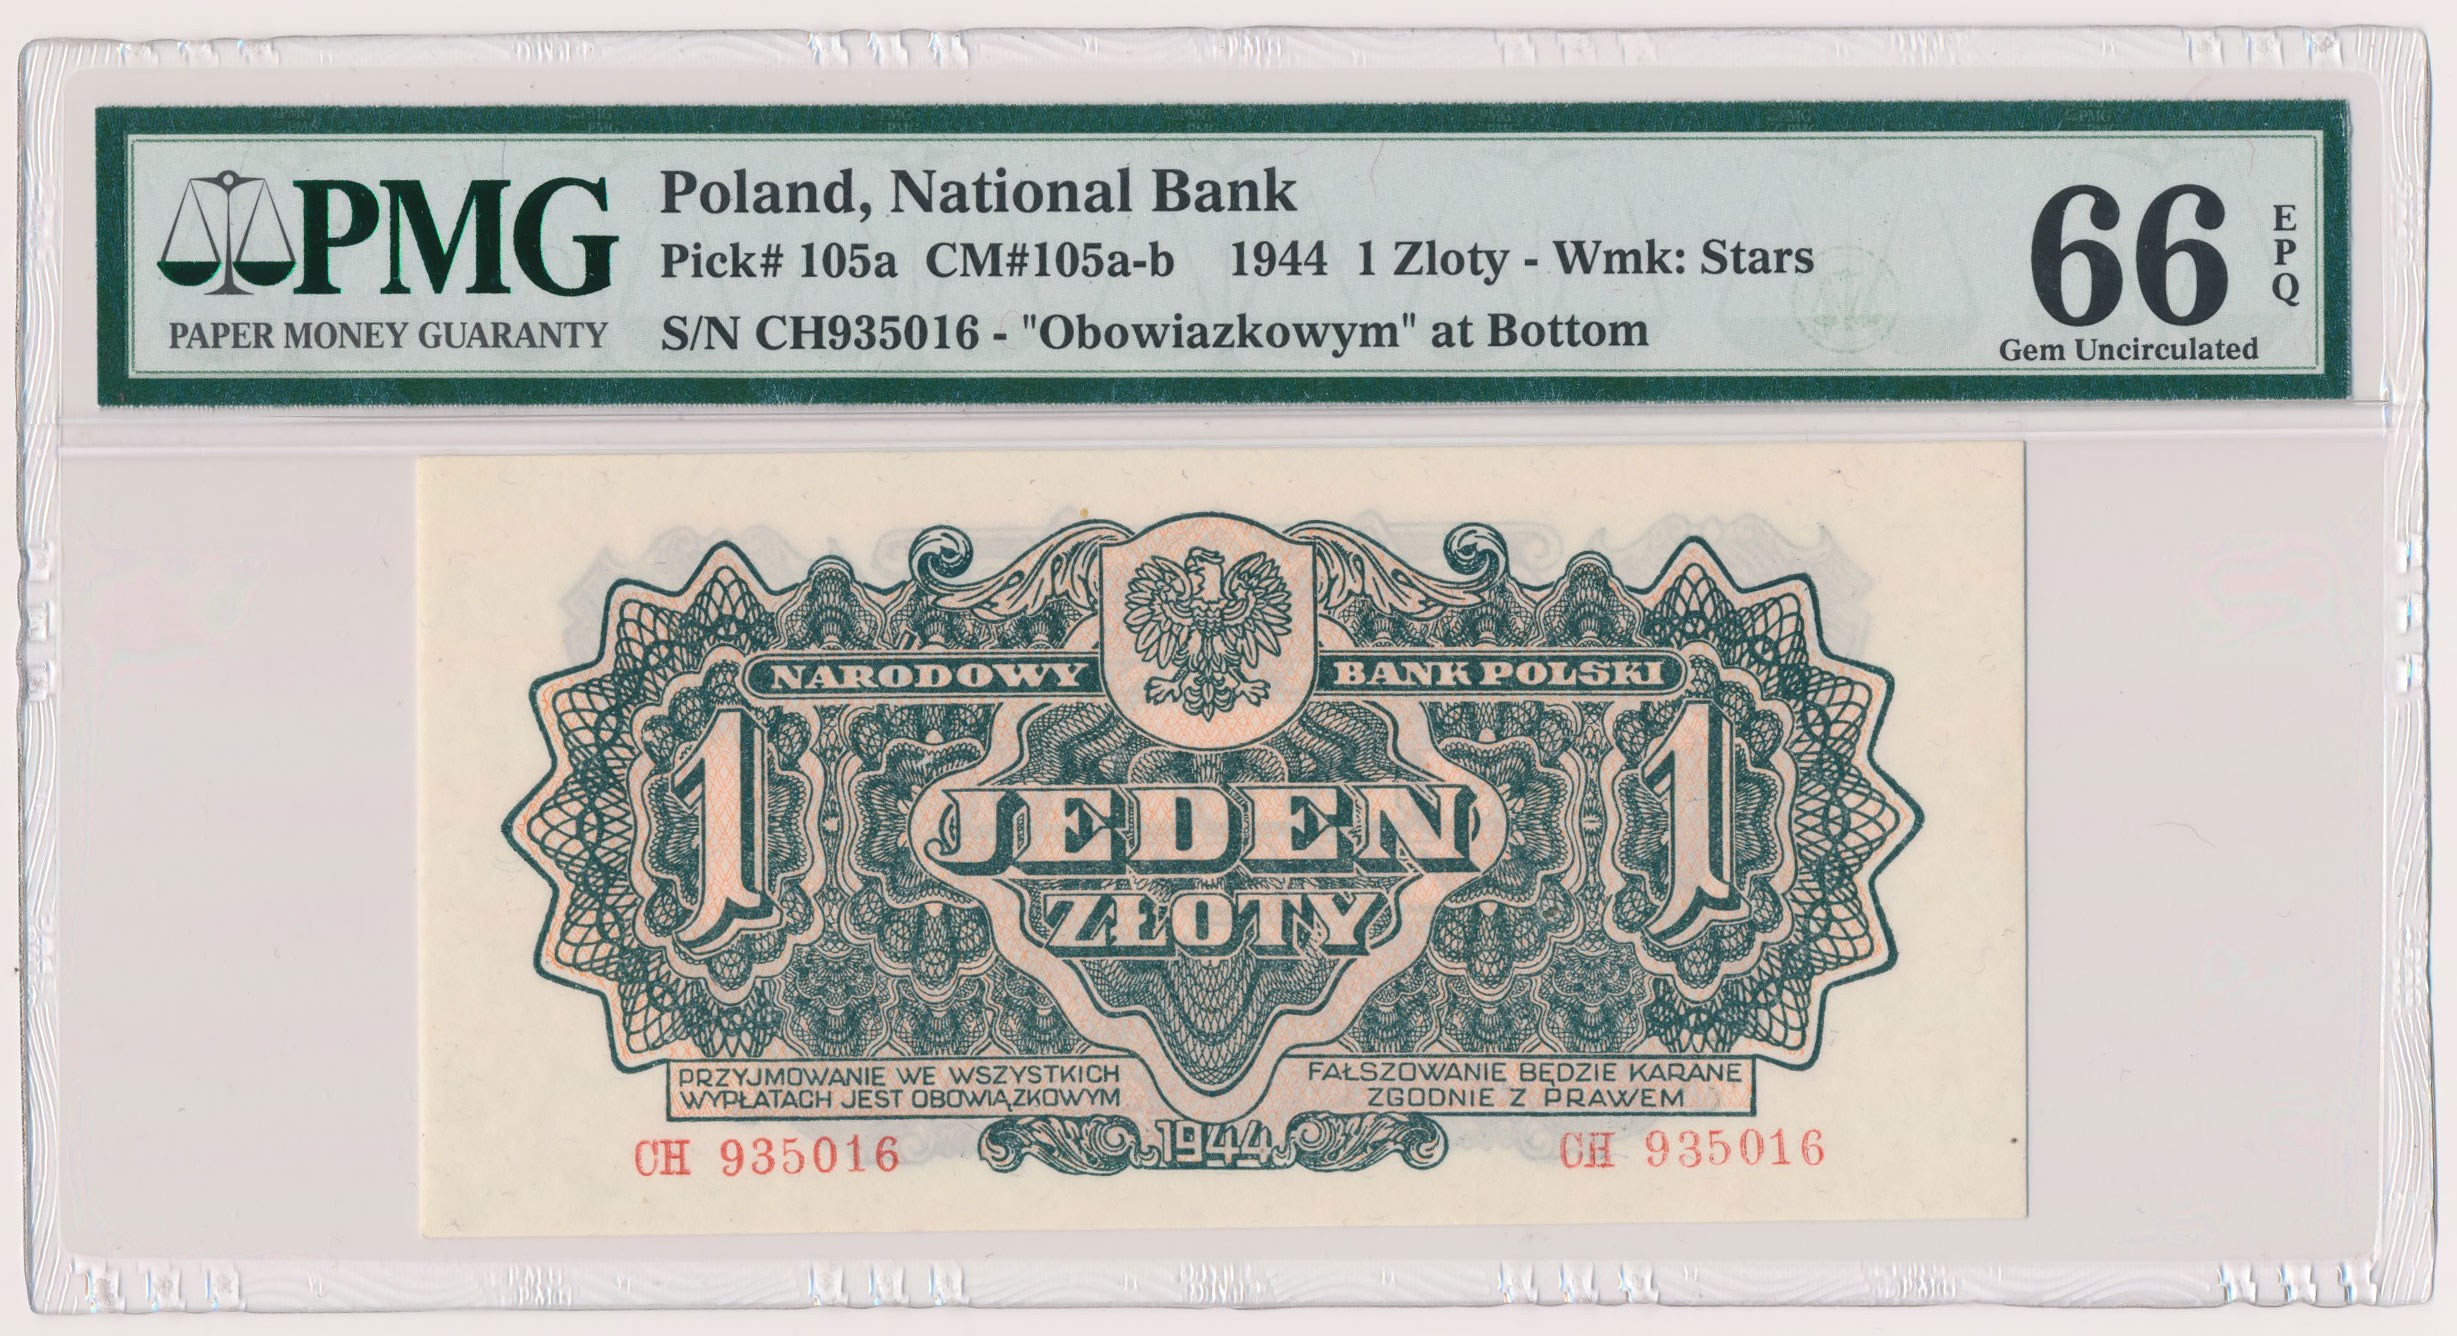 PMG
PAPER MONEY GUARANTY
Poland, National Bank
Pick# 105a CM#105a-b 1944 1 Zloty - Wmk: Stars
S/N CH935016 - "Obowiazkowym" at Bottom
66
EPQ
Gem Uncirculated
NARODOWY BANK POLSKI
1 1
JEDEN
ZŁOTY
PRZYJMOWANIE WE WSZYSTKICH
WYPŁATACH JEST OBOWIĄZKOWYM
FAŁSZOWANIE BĘDZIE KARANE
ZGODNIE Z PRAWEM
CH 935016
1944
CH 935016